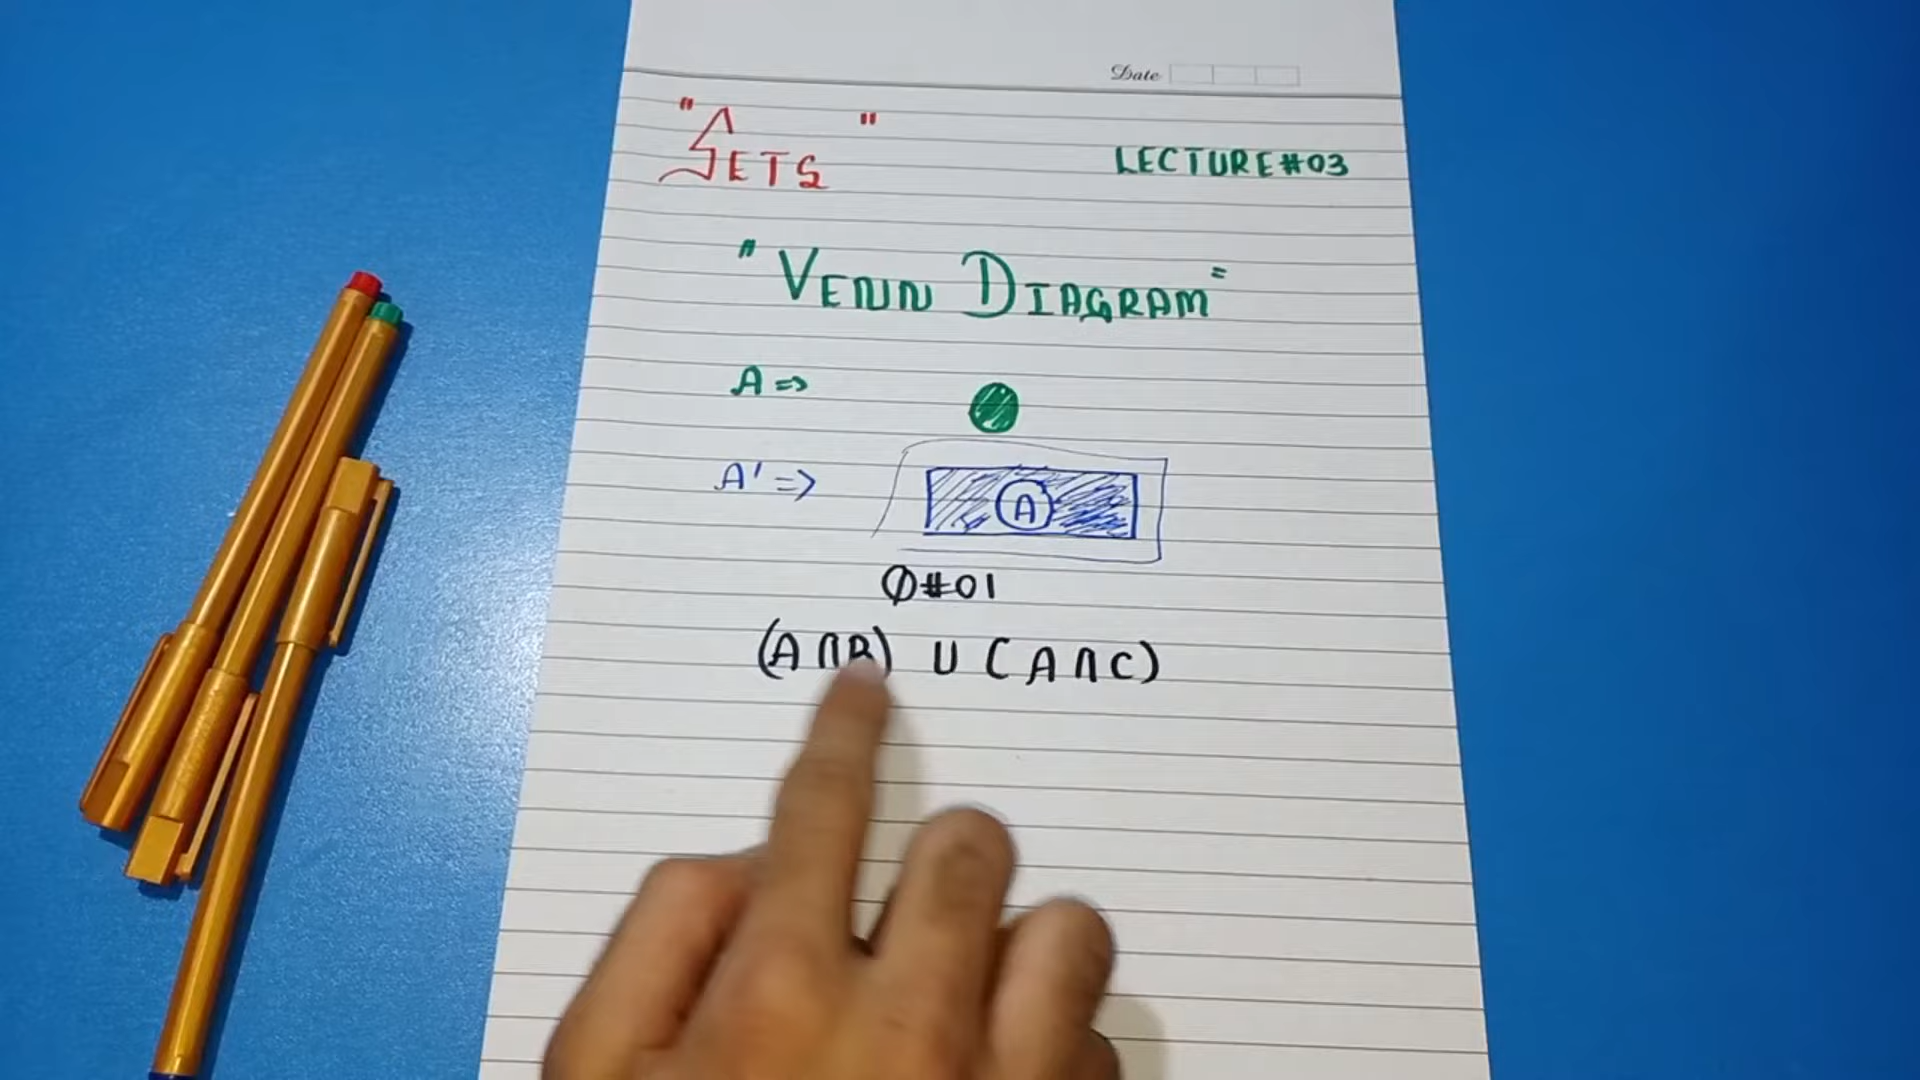 Date
"SETS"
LECTURE#03
"VENN DIAGRAM"
A =>
A' =>
A
Q#01
(A∩B) ∪ (A∩C)